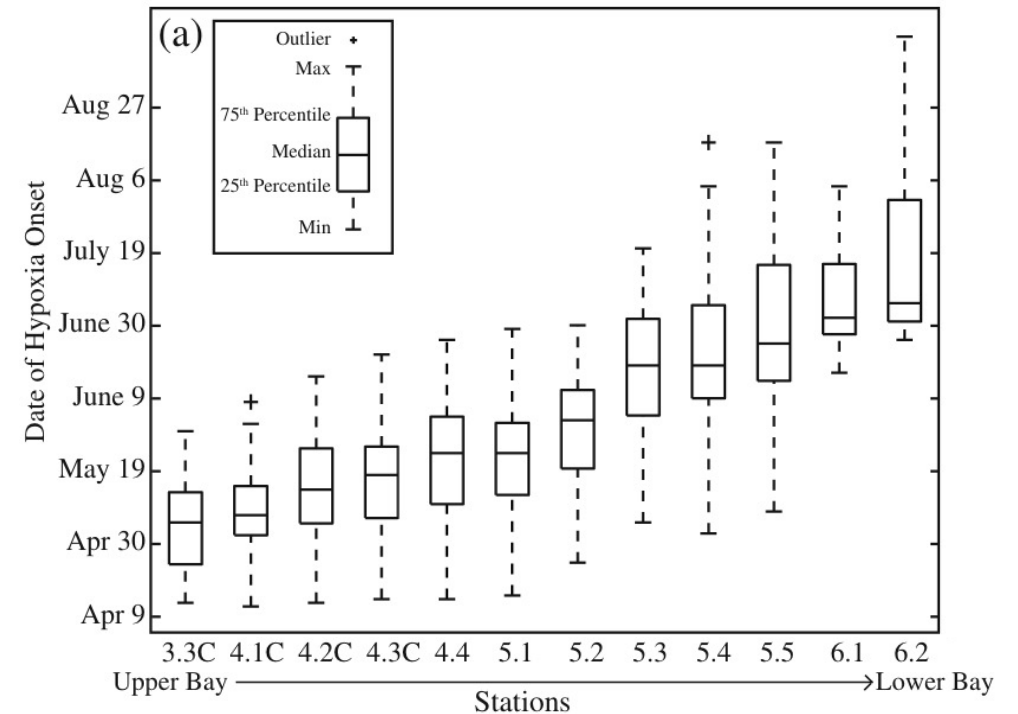 (a)
Outlier
Max
75th Percentile
Median
25th Percentile
Min
Date of Hypoxia Onset
Aug 27
Aug 6
July 19
June 30
June 9
May 19
Apr 30
Apr 9
3.3C 4.1C 4.2C 4.3C 4.4 5.1 5.2 5.3 5.4 5.5 6.1 6.2
Upper Bay Lower Bay
Stations